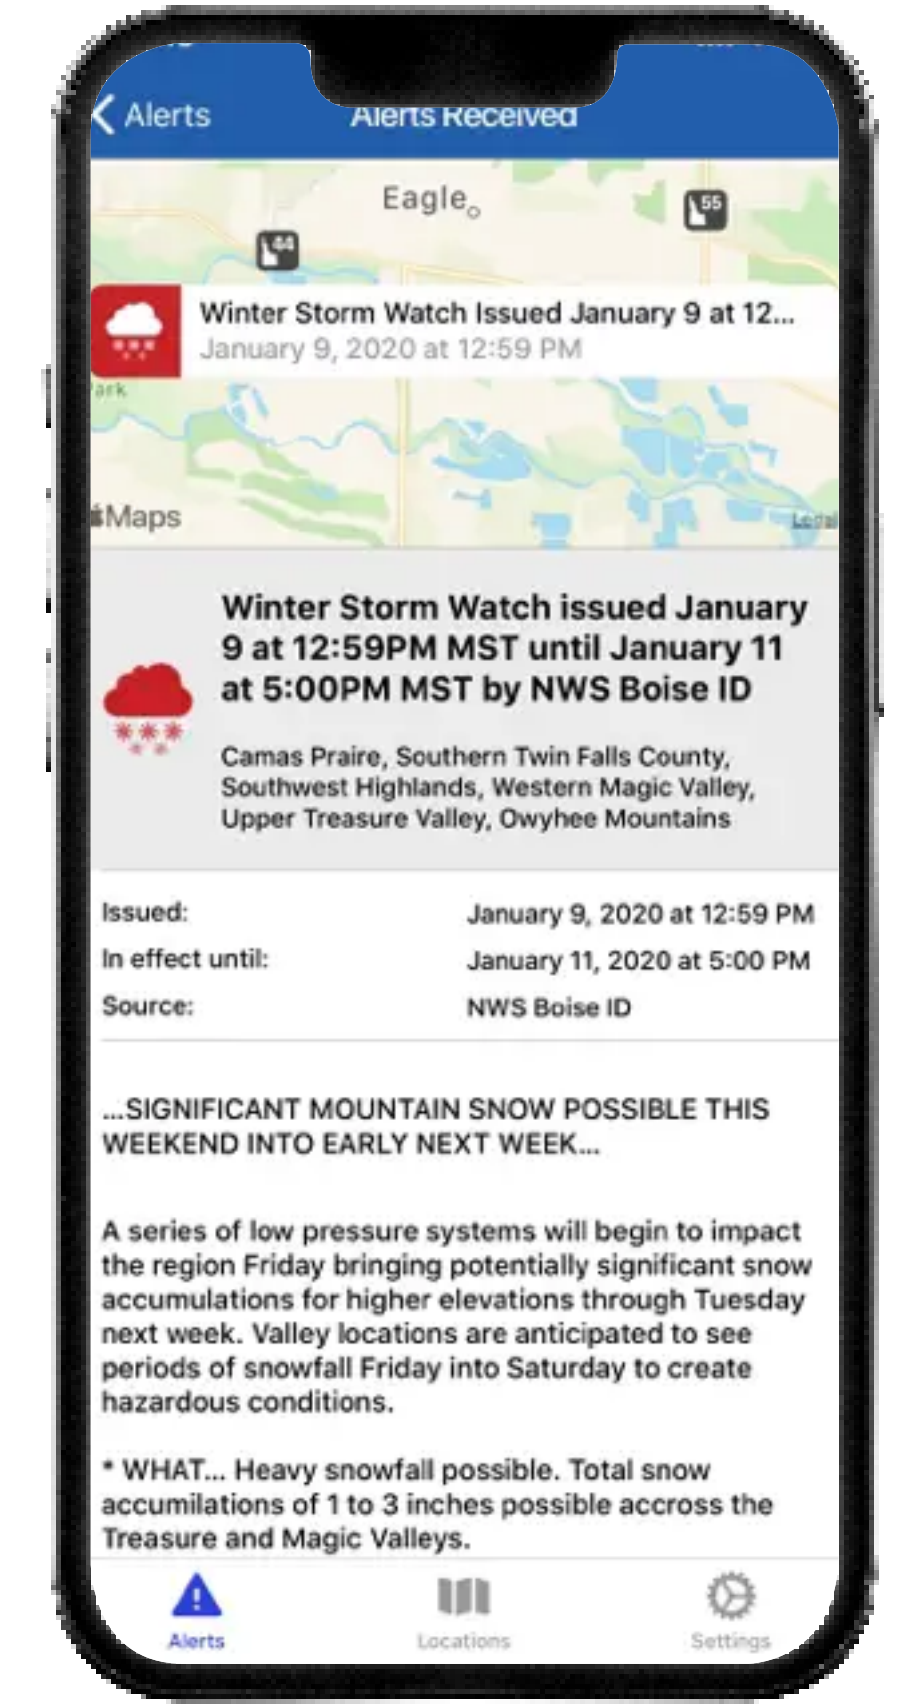 Alerts
Alerts Received
Eagle
55
44
Winter Storm Watch Issued January 9 at 12...
January 9, 2020 at 12:59 PM
ark
Maps
Legal
Winter Storm Watch issued January
9 at 12:59PM MST until January 11
at 5:00PM MST by NWS Boise ID
Camas Praire, Southern Twin Falls County,
Southwest Highlands, Western Magic Valley,
Upper Treasure Valley, Owyhee Mountains
Issued: January 9, 2020 at 12:59 PM
In effect until: January 11, 2020 at 5:00 PM
Source: NWS Boise ID
...SIGNIFICANT MOUNTAIN SNOW POSSIBLE THIS
WEEKEND INTO EARLY NEXT WEEK...
A series of low pressure systems will begin to impact
the region Friday bringing potentially significant snow
accumulations for higher elevations through Tuesday
next week. Valley locations are anticipated to see
periods of snowfall Friday into Saturday to create
hazardous conditions.
* WHAT... Heavy snowfall possible. Total snow
accumilations of 1 to 3 inches possible accross the
Treasure and Magic Valleys.
Alerts
Locations
Settings